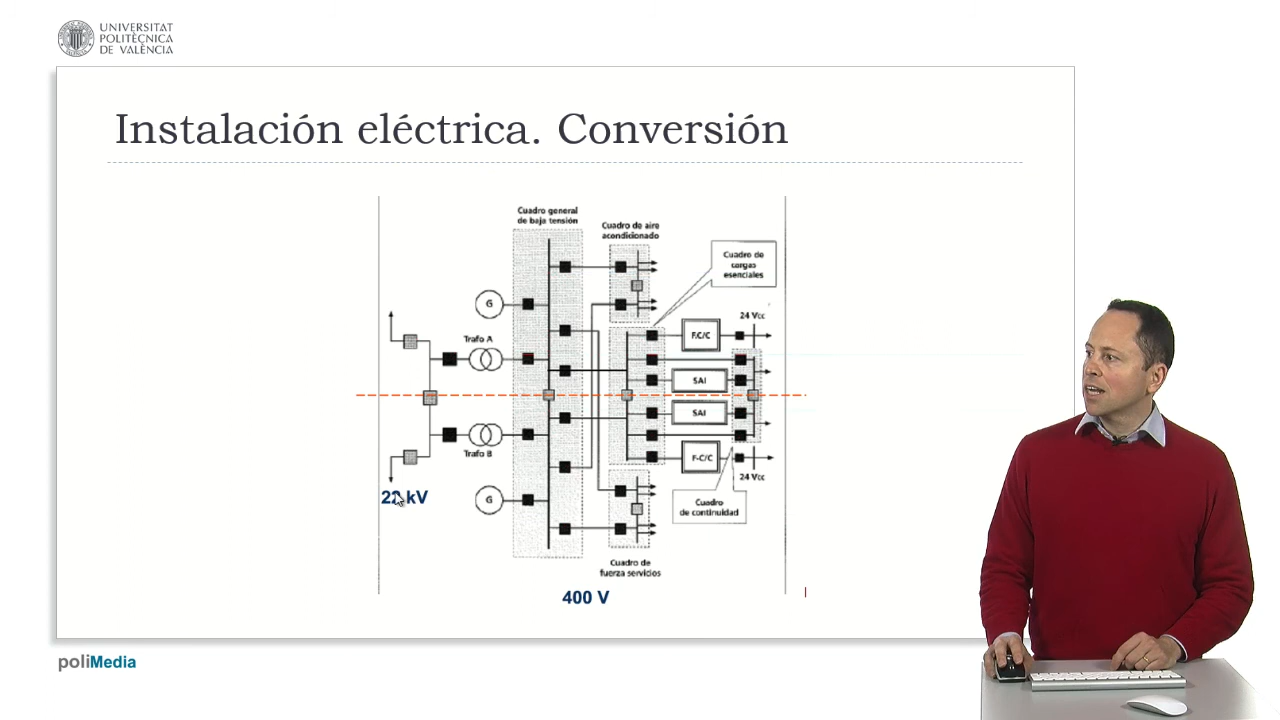 UNIVERSITAT
POLITÈCNICA
DE VALÈNCIA
Instalación eléctrica. Conversión
Cuadro general
de baja tensión
Cuadro de aire
acondicionado
Cuadro de
cargas
esenciales
G
24 Vcc
Trafo A
F.C/C
SAI
SAI
Trafo B
F-C/C
24 Vcc
kV
G
Cuadro
de continuidad
Cuadro de
fuerza servicios
400 V
poliMedia